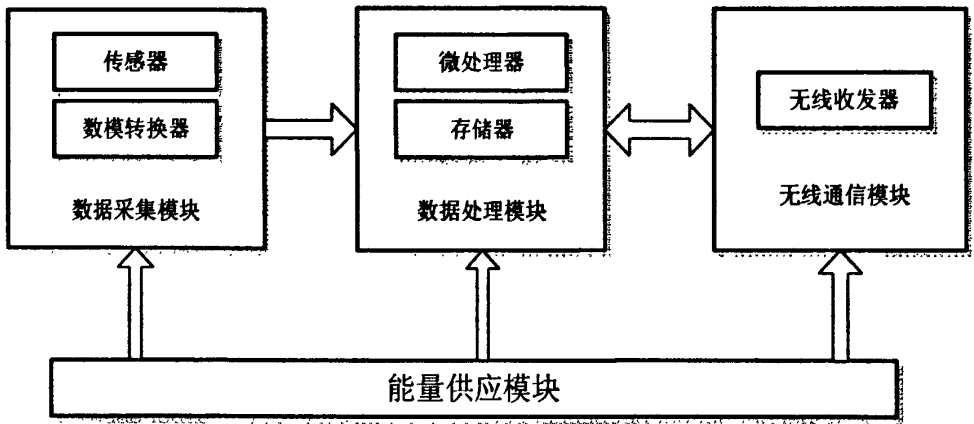 传感器
数模转换器
数据采集模块
微处理器
存储器
数据处理模块
无线收发器
无线通信模块
能量供应模块